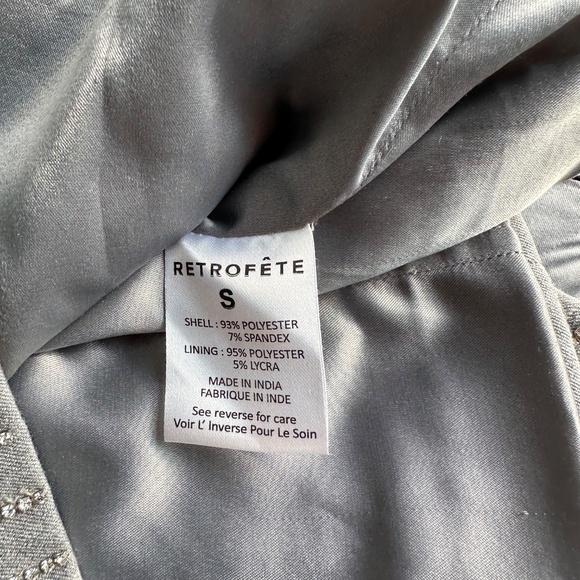 RETROFÊTE
S
SHELL : 93% POLYESTER
7% SPANDEX
LINING : 95% POLYESTER
5% LYCRA
MADE IN INDIA
FABRIQUE IN INDE
See reverse for care
Voir L' Inverse Pour Le Soin